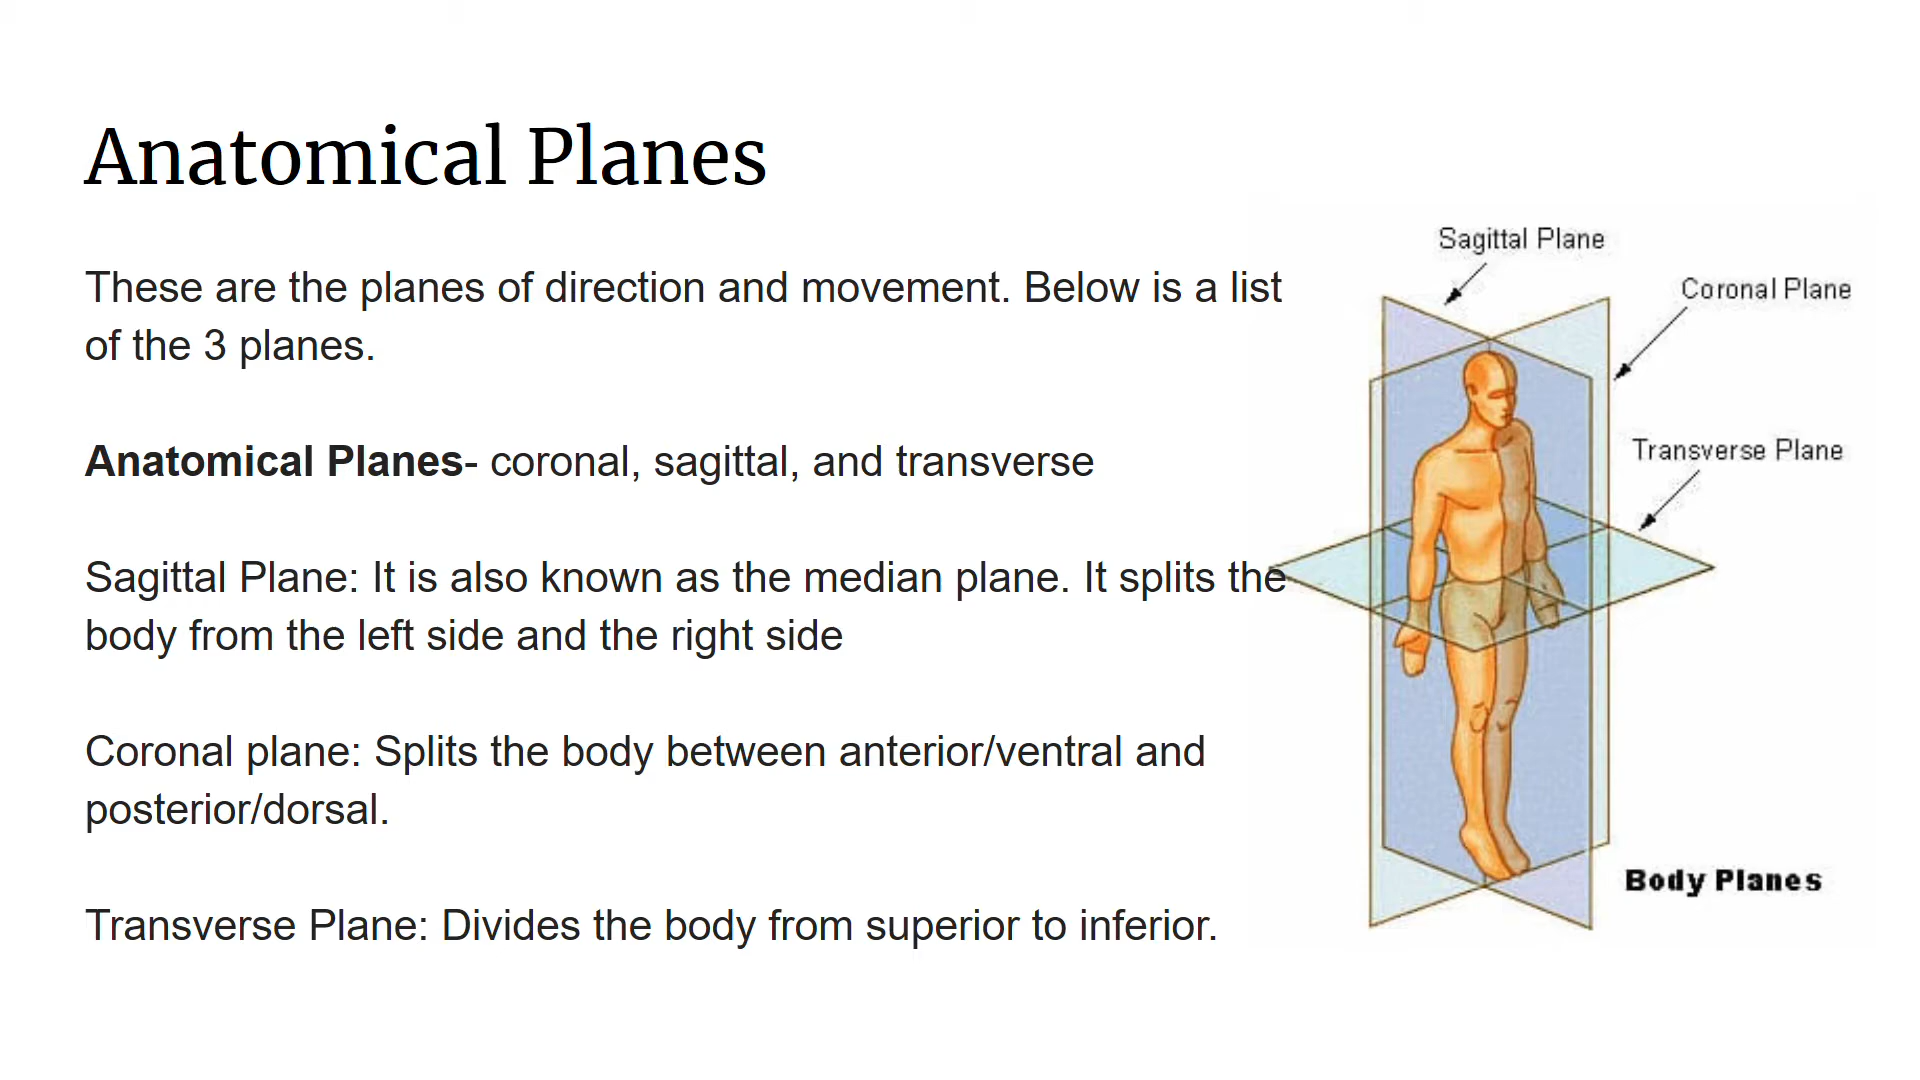 Anatomical Planes
These are the planes of direction and movement. Below is a list
of the 3 planes.
Anatomical Planes- coronal, sagittal, and transverse
Sagittal Plane: It is also known as the median plane. It splits the
body from the left side and the right side
Coronal plane: Splits the body between anterior/ventral and
posterior/dorsal.
Transverse Plane: Divides the body from superior to inferior.
Sagittal Plane
Coronal Plane
Transverse Plane
Body Planes